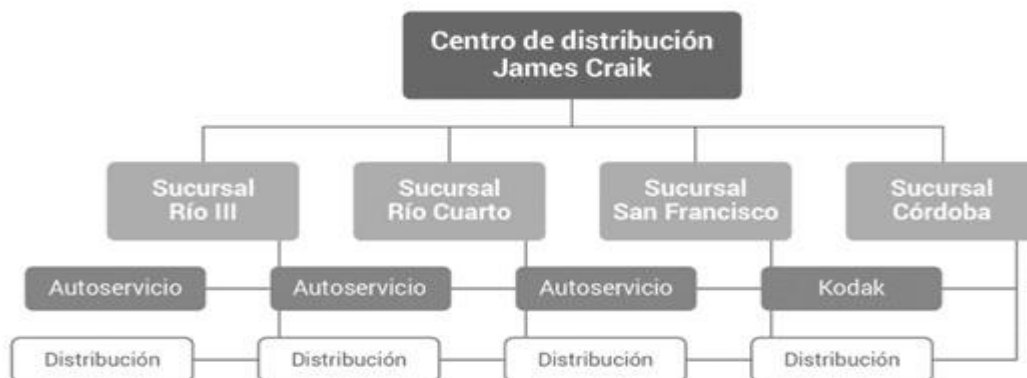 Centro de distribución
James Craik
Sucursal
Río III
Sucursal
Río Cuarto
Sucursal
San Francisco
Sucursal
Córdoba
Autoservicio
Autoservicio
Autoservicio
Kodak
Distribución
Distribución
Distribución
Distribución